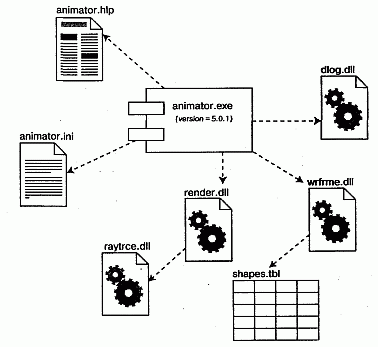 animator.hlp
animator.exe
{version = 5.0.1}
dlog.dll
animator.ini
render.dll
wrfrme.dll
raytrce.dll
shapes.tbl